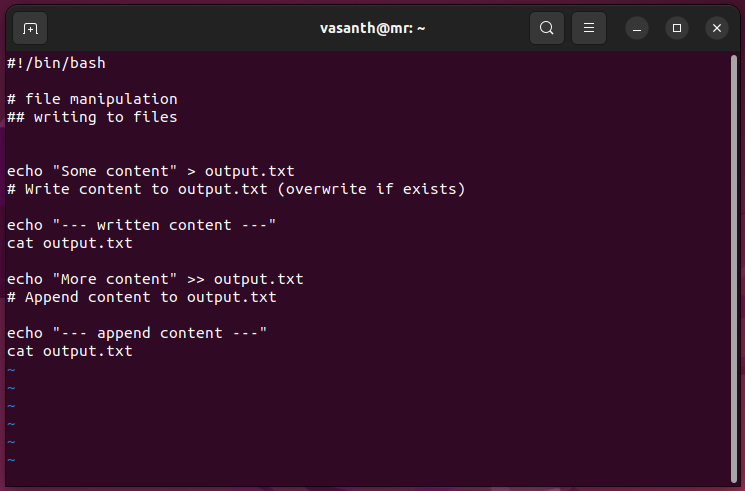 vasanth@mr: ~
#!/bin/bash
# file manipulation
## writing to files
echo "Some content" > output.txt
# Write content to output.txt (overwrite if exists)
echo "--- written content ---"
cat output.txt
echo "More content" >> output.txt
# Append content to output.txt
echo "--- append content ---"
cat output.txt
~
~
~
~
~
~